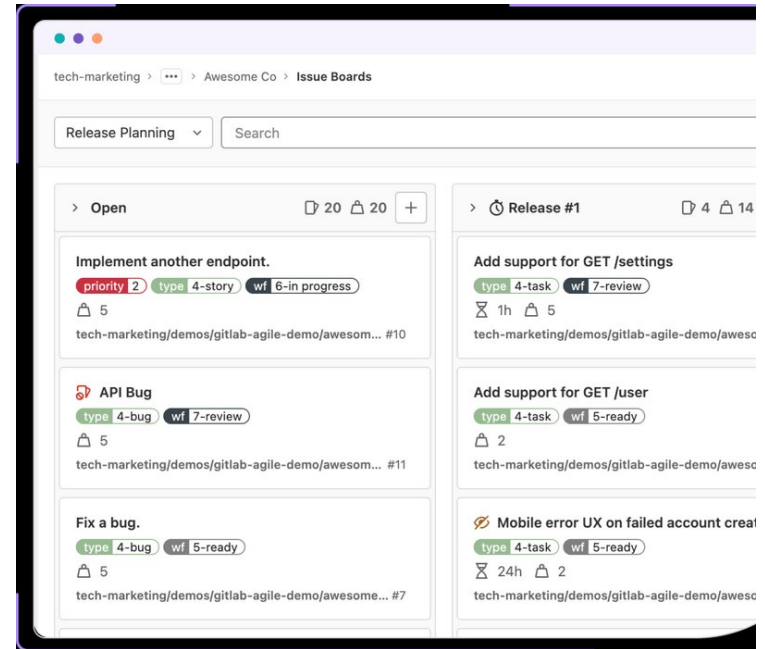 tech-marketing > ··· > Awesome Co > Issue Boards
Release Planning
Search
> Open 20 20 +
Implement another endpoint.
priority 2 type 4-story wf 6-in progress
5
tech-marketing/demos/gitlab-agile-demo/awesom... #10
API Bug
type 4-bug wf 7-review
5
tech-marketing/demos/gitlab-agile-demo/awesom... #11
Fix a bug.
type 4-bug wf 5-ready
5
tech-marketing/demos/gitlab-agile-demo/awesome... #7
> Release #1 4 14
Add support for GET /settings
type 4-task wf 7-review
1h 5
tech-marketing/demos/gitlab-agile-demo/aweso
Add support for GET /user
type 4-task wf 5-ready
2
tech-marketing/demos/gitlab-agile-demo/aweso
Mobile error UX on failed account creat
type 4-task wf 5-ready
24h 2
tech-marketing/demos/gitlab-agile-demo/aweso